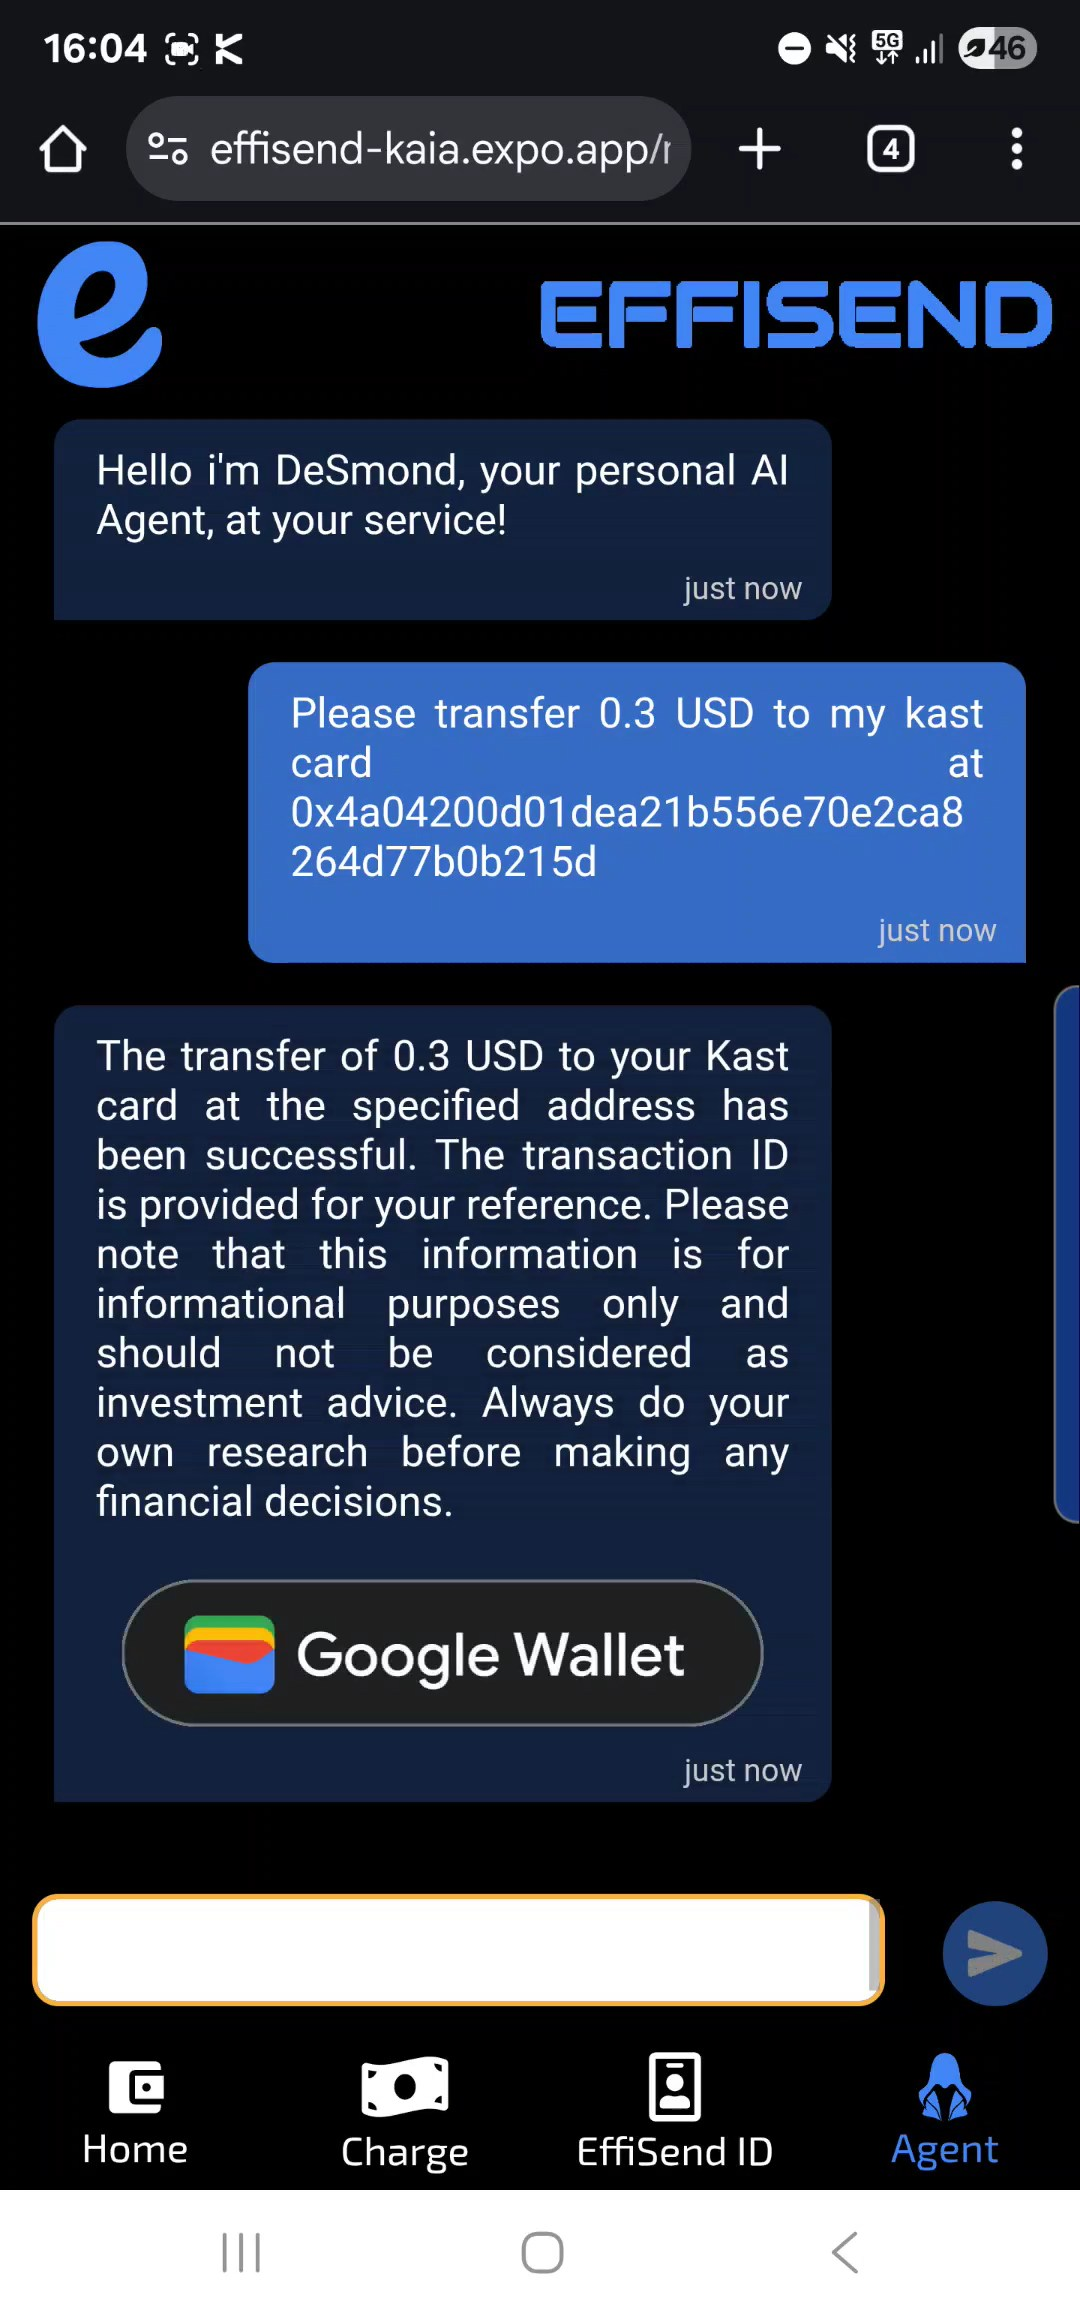 16:04
5G
46
effisend-kaia.expo.app/r
4
e
EFFISEND
Hello i'm DeSmond, your personal AI
Agent, at your service!
just now
Please transfer 0.3 USD to my kast
card at
0x4a04200d01dea21b556e70e2ca8
264d77b0b215d
just now
The transfer of 0.3 USD to your Kast
card at the specified address has
been successful. The transaction ID
is provided for your reference. Please
note that this information is for
informational purposes only and
should not be considered as
investment advice. Always do your
own research before making any
financial decisions.
Google Wallet
just now
Home
Charge
EffiSend ID
Agent